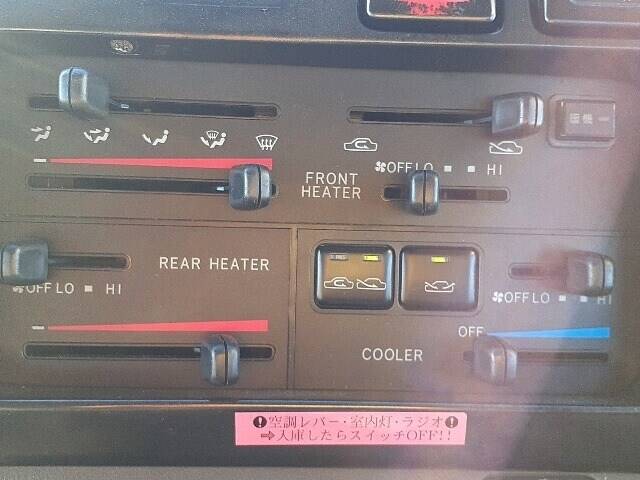 OFF LO HI
FRONT
HEATER
REAR HEATER
OFF LO HI
OFF LO HI
OFF
COOLER
空調レバー・室内灯・ラジオ
⇒入庫したらスイッチOFF!!